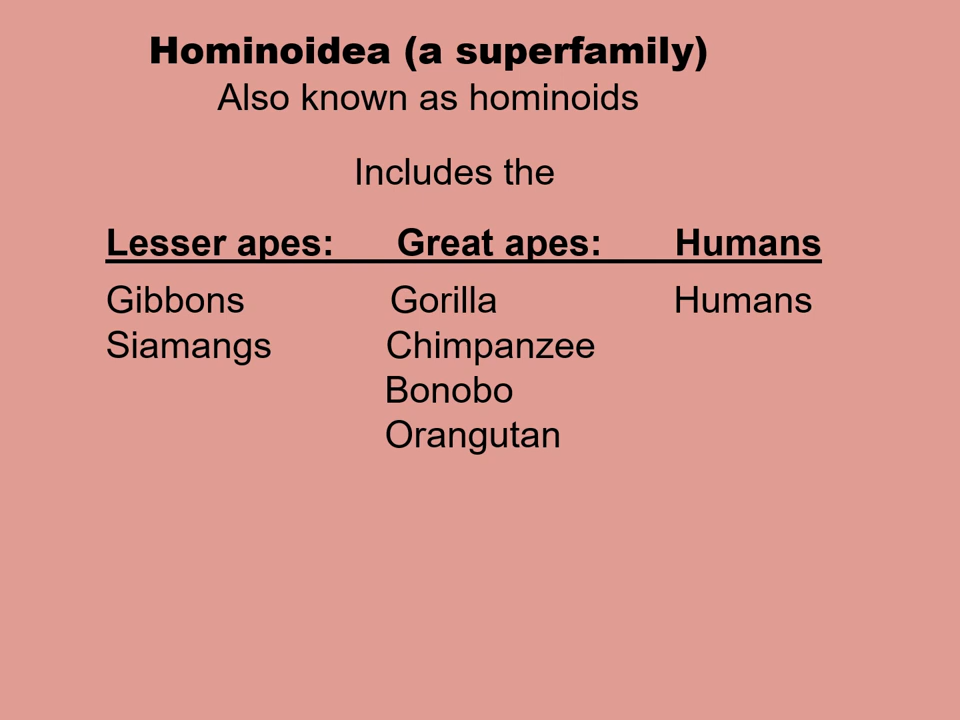 Hominoidea (a superfamily)
Also known as hominoids
Includes the
Lesser apes: Great apes: Humans
Gibbons Gorilla Humans
Siamangs Chimpanzee
Bonobo
Orangutan